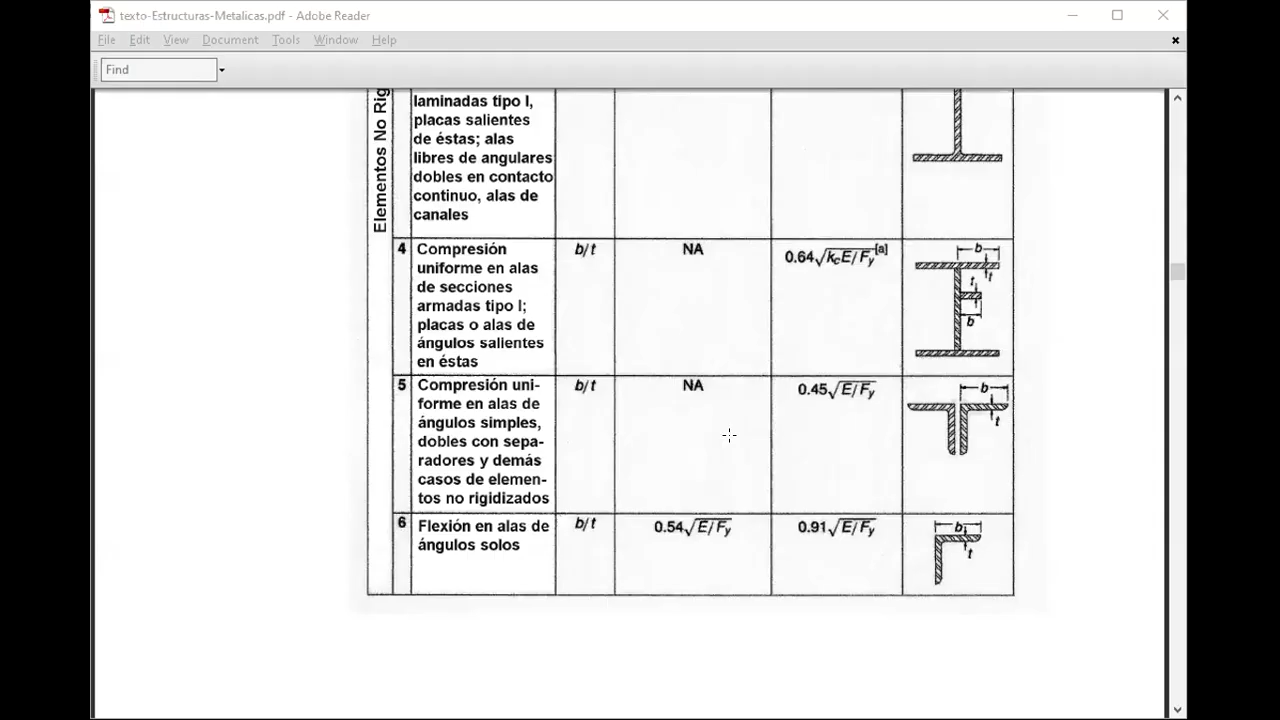 texto-Estructuras-Metalicas.pdf - Adobe Reader
File Edit View Document Tools Window Help
Find
Elementos No Rig
laminadas tipo I,
placas salientes
de éstas; alas
libres de angulares
dobles en contacto
continuo, alas de
canales
4
Compresión
uniforme en alas
de secciones
armadas tipo I;
placas o alas de
ángulos salientes
en éstas
b/t
NA
0.64√kcE/Fy[a]
b
t
t
b
5
Compresión uni-
forme en alas de
ángulos simples,
dobles con sepa-
radores y demás
casos de elemen-
tos no rigidizados
b/t
NA
0.45√E/Fy
b
t
6
Flexión en alas de
ángulos solos
b/t
0.54√E/Fy
0.91√E/Fy
b
t